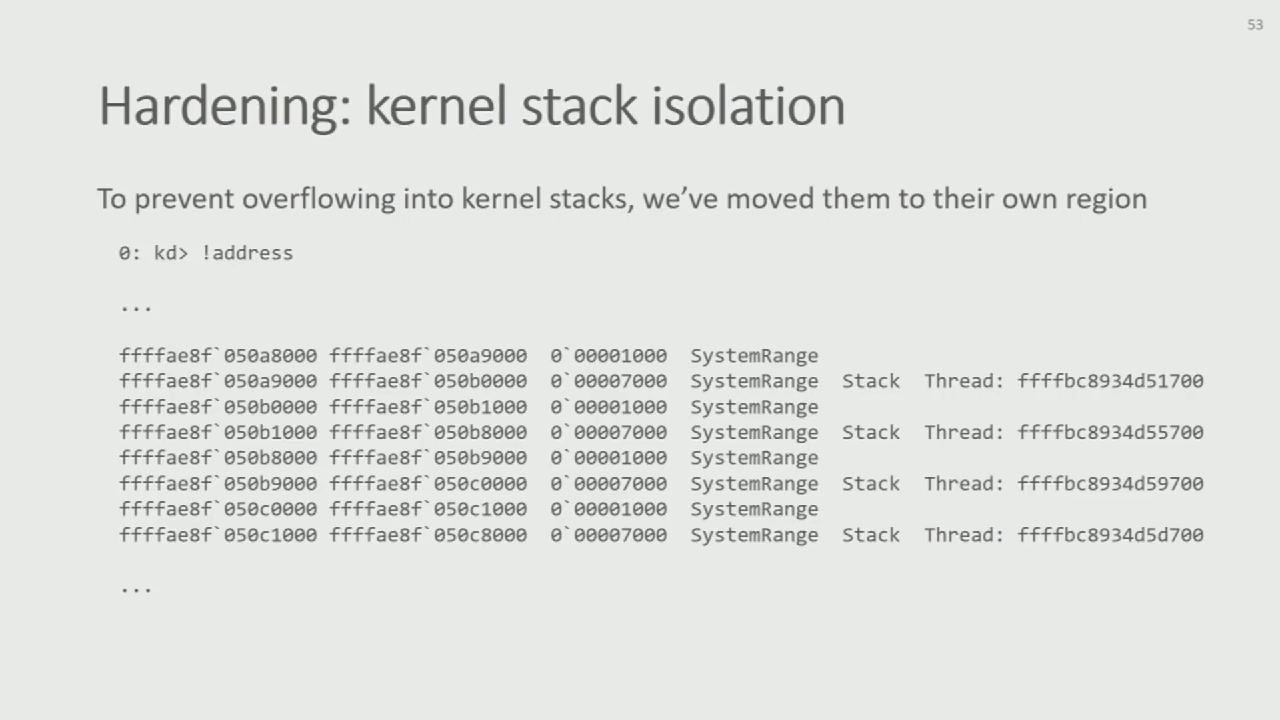 53
Hardening: kernel stack isolation
To prevent overflowing into kernel stacks, we’ve moved them to their own region
0: kd> !address
...
ffffae8f`050a8000 ffffae8f`050a9000 0`00001000 SystemRange
ffffae8f`050a9000 ffffae8f`050b0000 0`00007000 SystemRange Stack Thread: ffffbc8934d51700
ffffae8f`050b0000 ffffae8f`050b1000 0`00001000 SystemRange
ffffae8f`050b1000 ffffae8f`050b8000 0`00007000 SystemRange Stack Thread: ffffbc8934d55700
ffffae8f`050b8000 ffffae8f`050b9000 0`00001000 SystemRange
ffffae8f`050b9000 ffffae8f`050c0000 0`00007000 SystemRange Stack Thread: ffffbc8934d59700
ffffae8f`050c0000 ffffae8f`050c1000 0`00001000 SystemRange
ffffae8f`050c1000 ffffae8f`050c8000 0`00007000 SystemRange Stack Thread: ffffbc8934d5d700
...